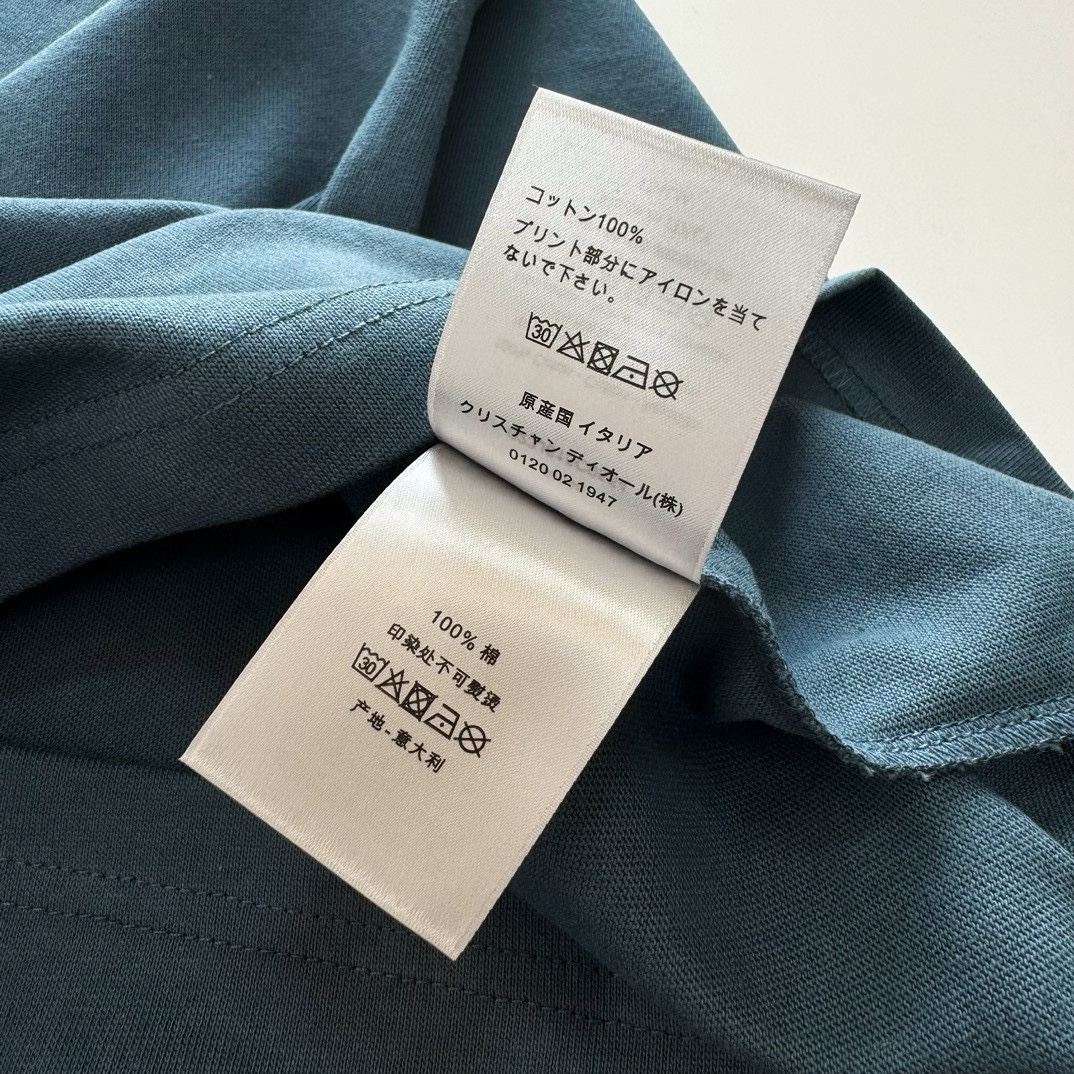 コットン100%
プリント部分にアイロンを当て
ないで下さい。
30
原産国 イタリア
クリスチャン ディオール(株)
0120 02 1947
100% 棉
印染处不可熨烫
30
产地-意大利